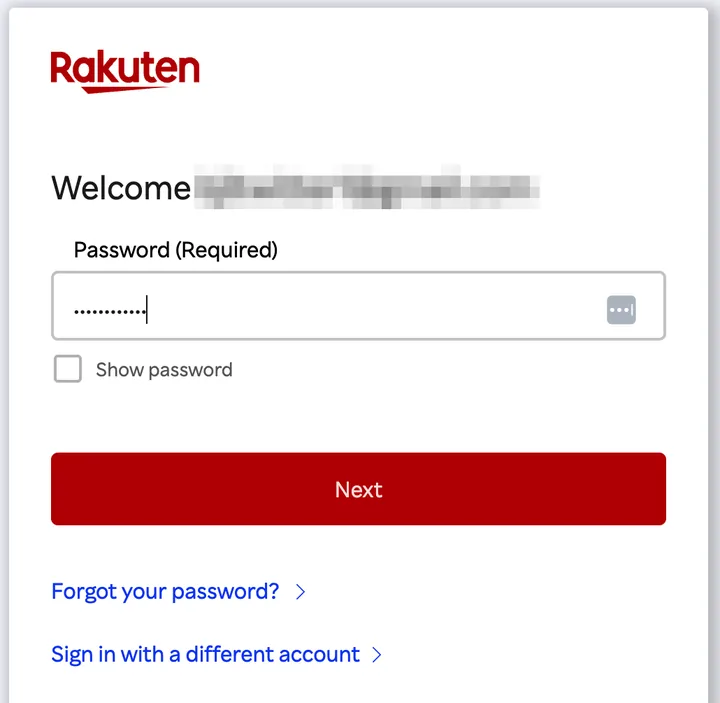 Rakuten
Welcome
Password (Required)
Show password
Next
Forgot your password?
Sign in with a different account